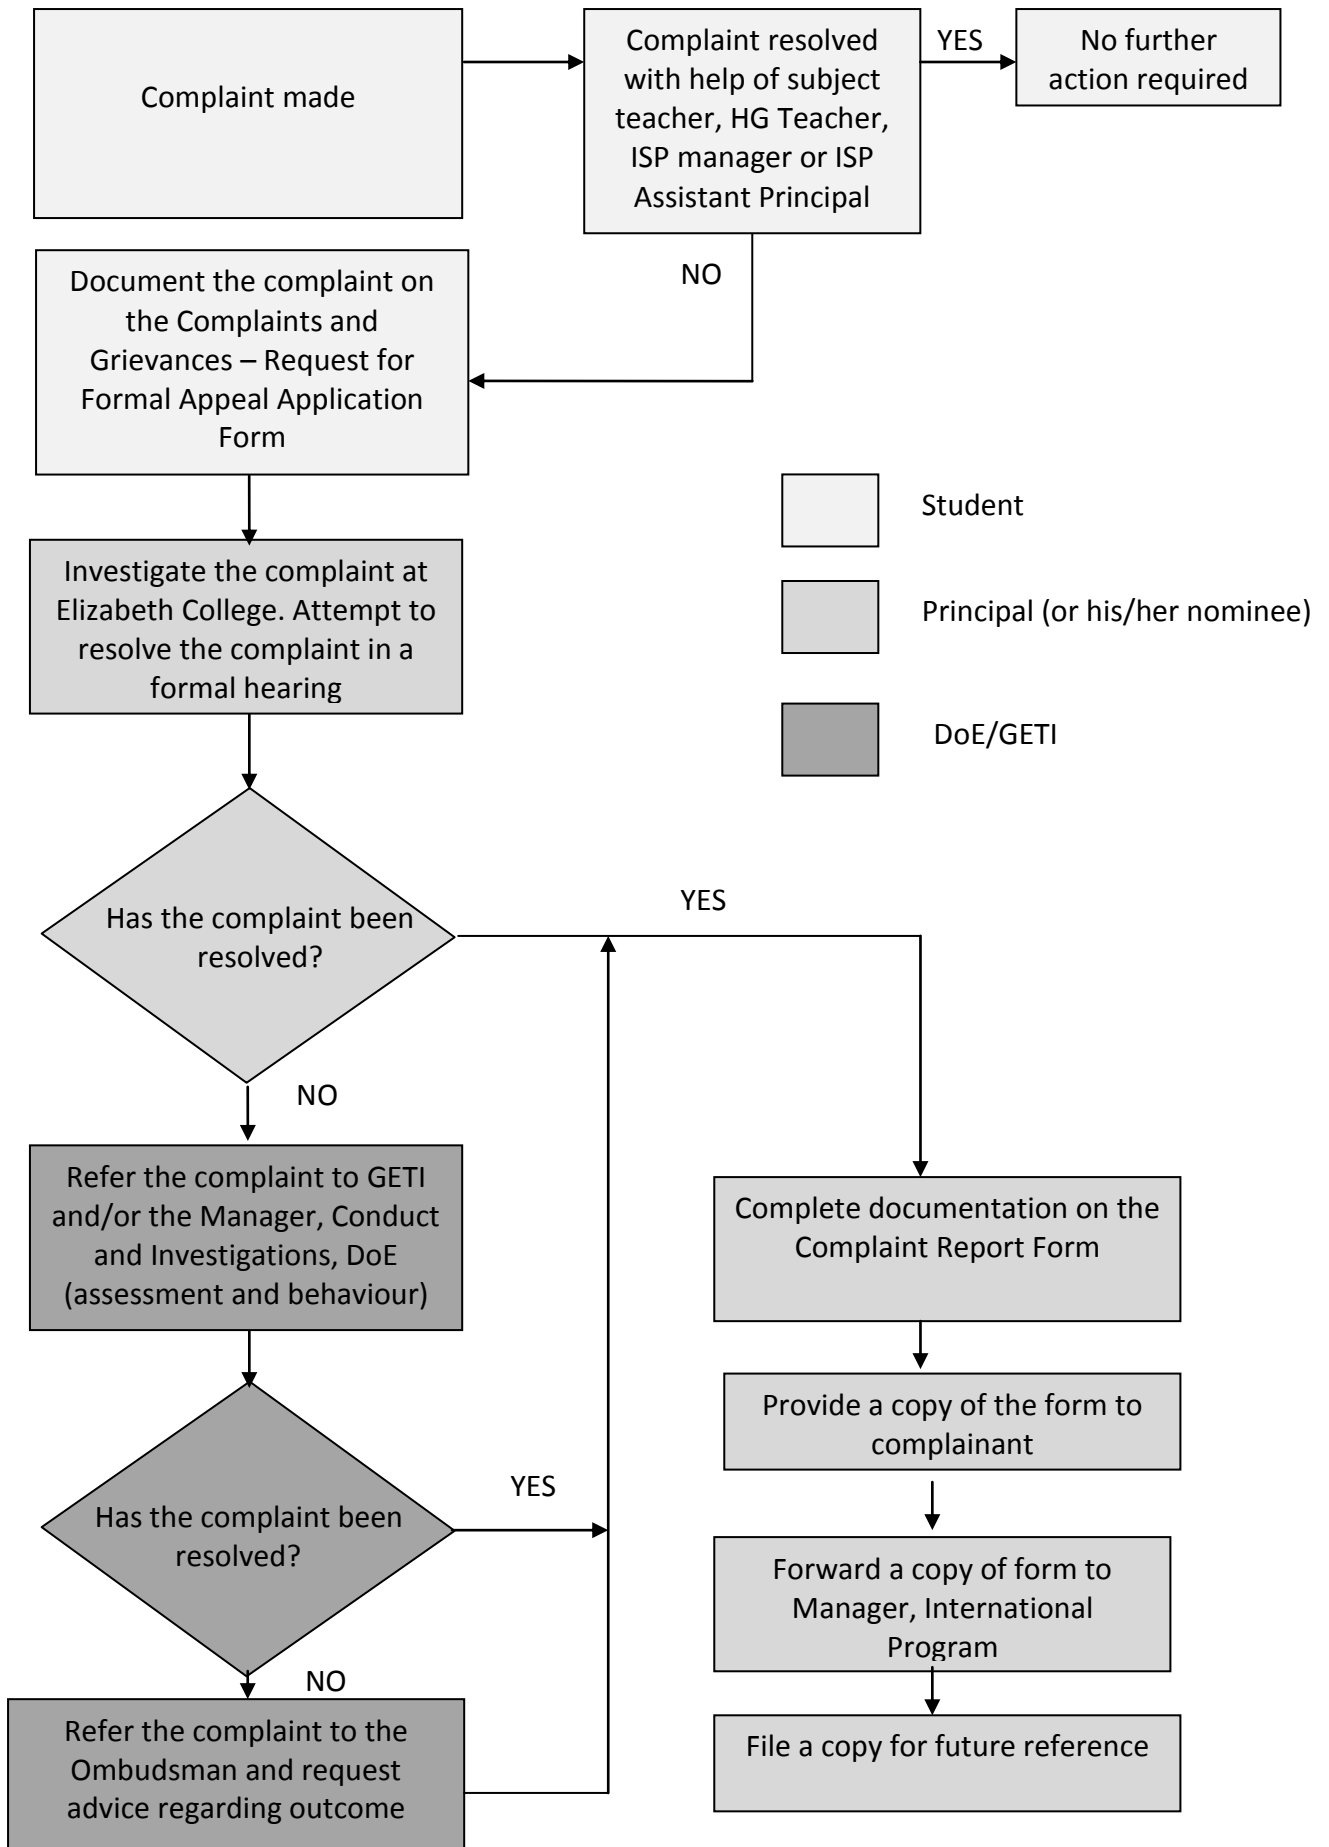 Complaint made
Complaint resolved
with help of subject
teacher, HG Teacher,
ISP manager or ISP
Assistant Principal
YES
No further
action required
NO
Document the complaint on
the Complaints and
Grievances – Request for
Formal Appeal Application
Form
Student
Principal (or his/her nominee)
DoE/GETI
Investigate the complaint at
Elizabeth College. Attempt to
resolve the complaint in a
formal hearing
Has the complaint been
resolved?
YES
NO
Refer the complaint to GETI
and/or the Manager, Conduct
and Investigations, DoE
(assessment and behaviour)
Has the complaint been
resolved?
YES
NO
Refer the complaint to the
Ombudsman and request
advice regarding outcome
Complete documentation on the
Complaint Report Form
Provide a copy of the form to
complainant
Forward a copy of form to
Manager, International
Program
File a copy for future reference